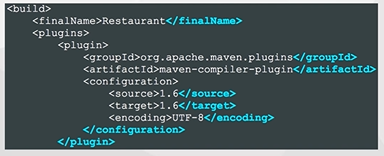 <build>
<finalName>Restaurant</finalName>
<plugins>
<plugin>
<groupId>org.apache.maven.plugins</groupId>
<artifactId>maven-compiler-plugin</artifactId>
<configuration>
<source>1.6</source>
<target>1.6</target>
<encoding>UTF-8</encoding>
</configuration>
</plugin>